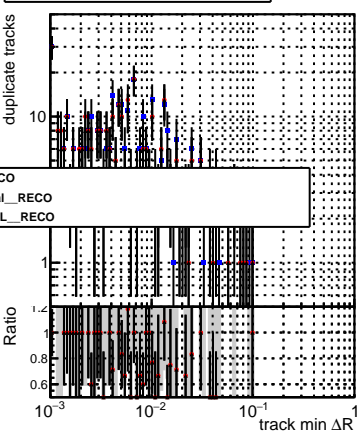 duplicate tracks
10
CO
I__RECO
L__RECO
1
Ratio
1.2
1
0.8
0.6
10⁻³ 10⁻² 10⁻¹ 1
track min ΔR